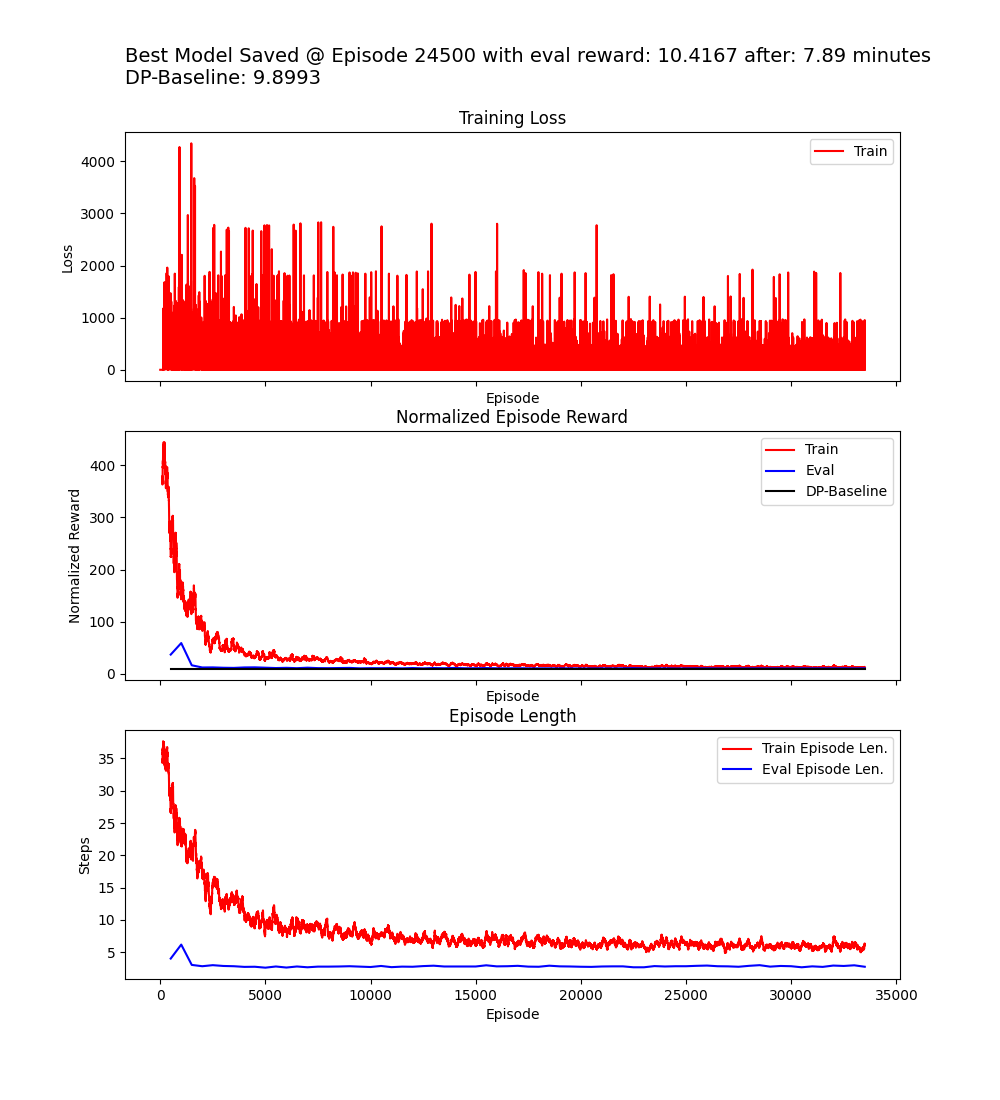 Best Model Saved @ Episode 24500 with eval reward: 10.4167 after: 7.89 minutes
DP-Baseline: 9.8993
Training Loss
Train
4000
3000
2000
1000
0
Loss
Episode
Normalized Episode Reward
Train
Eval
DP-Baseline
400
300
200
100
0
Normalized Reward
Episode
Episode Length
Train Episode Len.
Eval Episode Len.
35
30
25
20
15
10
5
Steps
0 5000 10000 15000 20000 25000 30000 35000
Episode